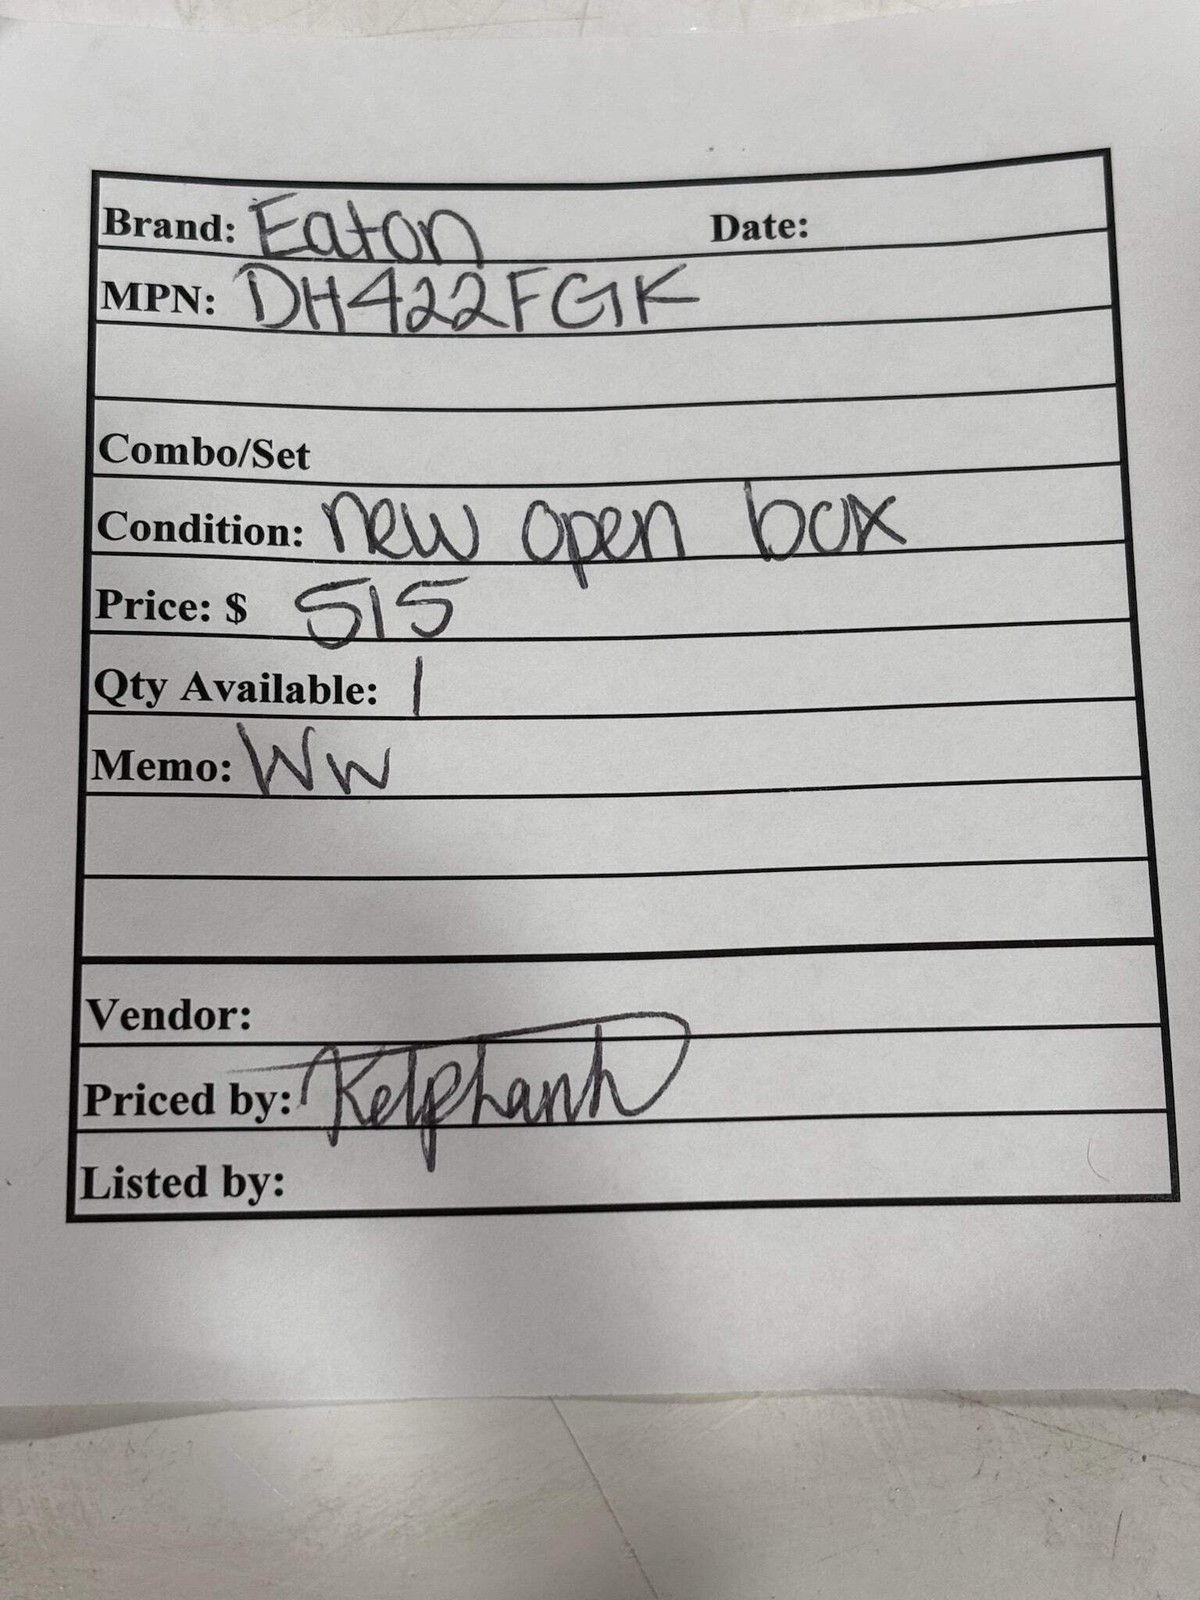 Brand: Eaton Date:
MPN: DH422FGK
Combo/Set
Condition: new open box
Price: $ 515
Qty Available: 1
Memo: WW
Vendor:
Priced by:
Listed by: